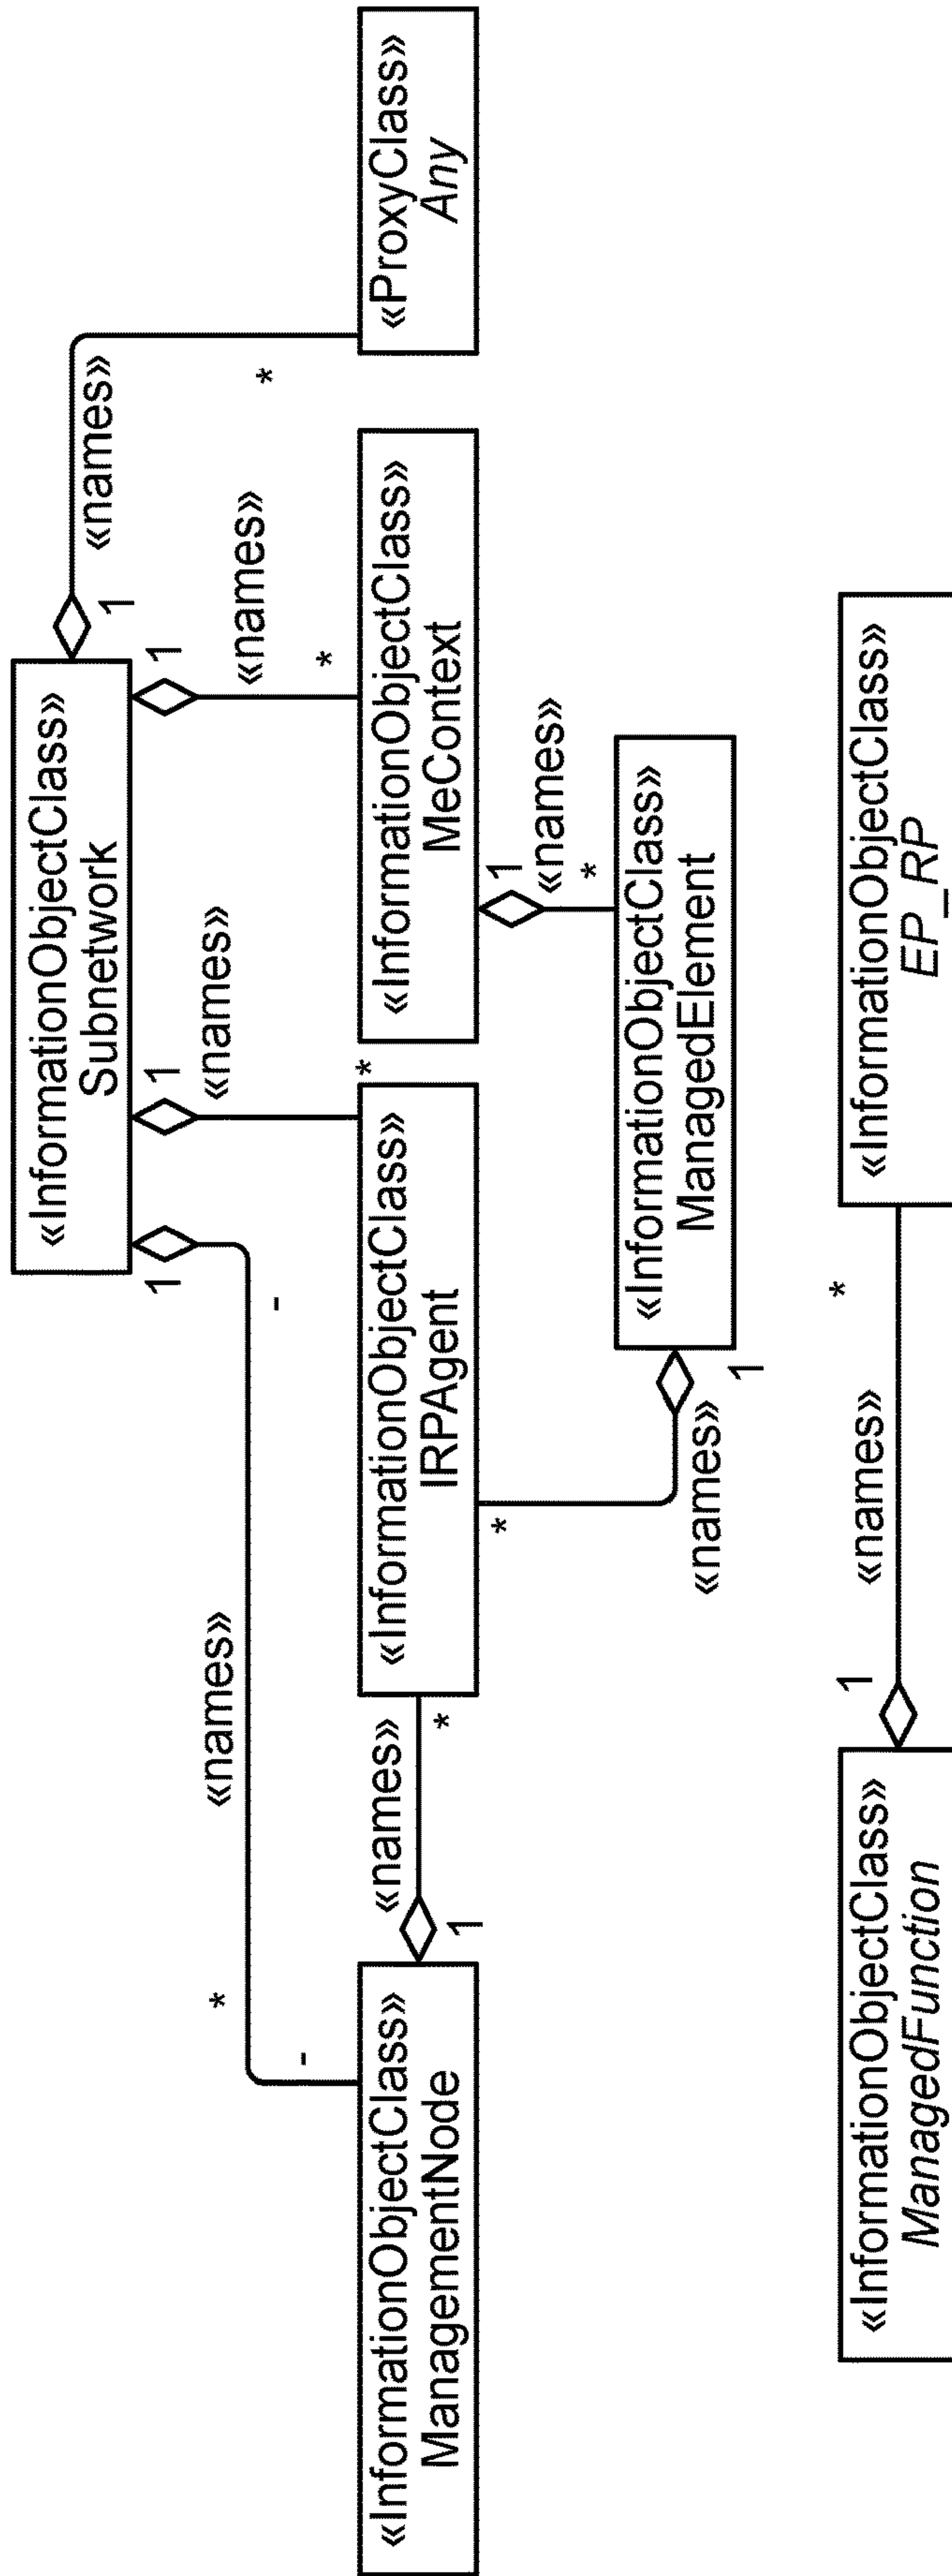 «InformationObjectClass»
Subnetwork
1
«names»
*
-
-
1
«names»
*
1
«names»
*
1
«names»
*
«InformationObjectClass»
ManagementNode
1
«names»
*
«InformationObjectClass»
IRPAgent
«InformationObjectClass»
MeContext
«ProxyClass»
Any
*
«names»
1
1
«names»
*
«InformationObjectClass»
ManagedElement
«InformationObjectClass»
ManagedFunction
1
«names»
*
«InformationObjectClass»
EP_RP